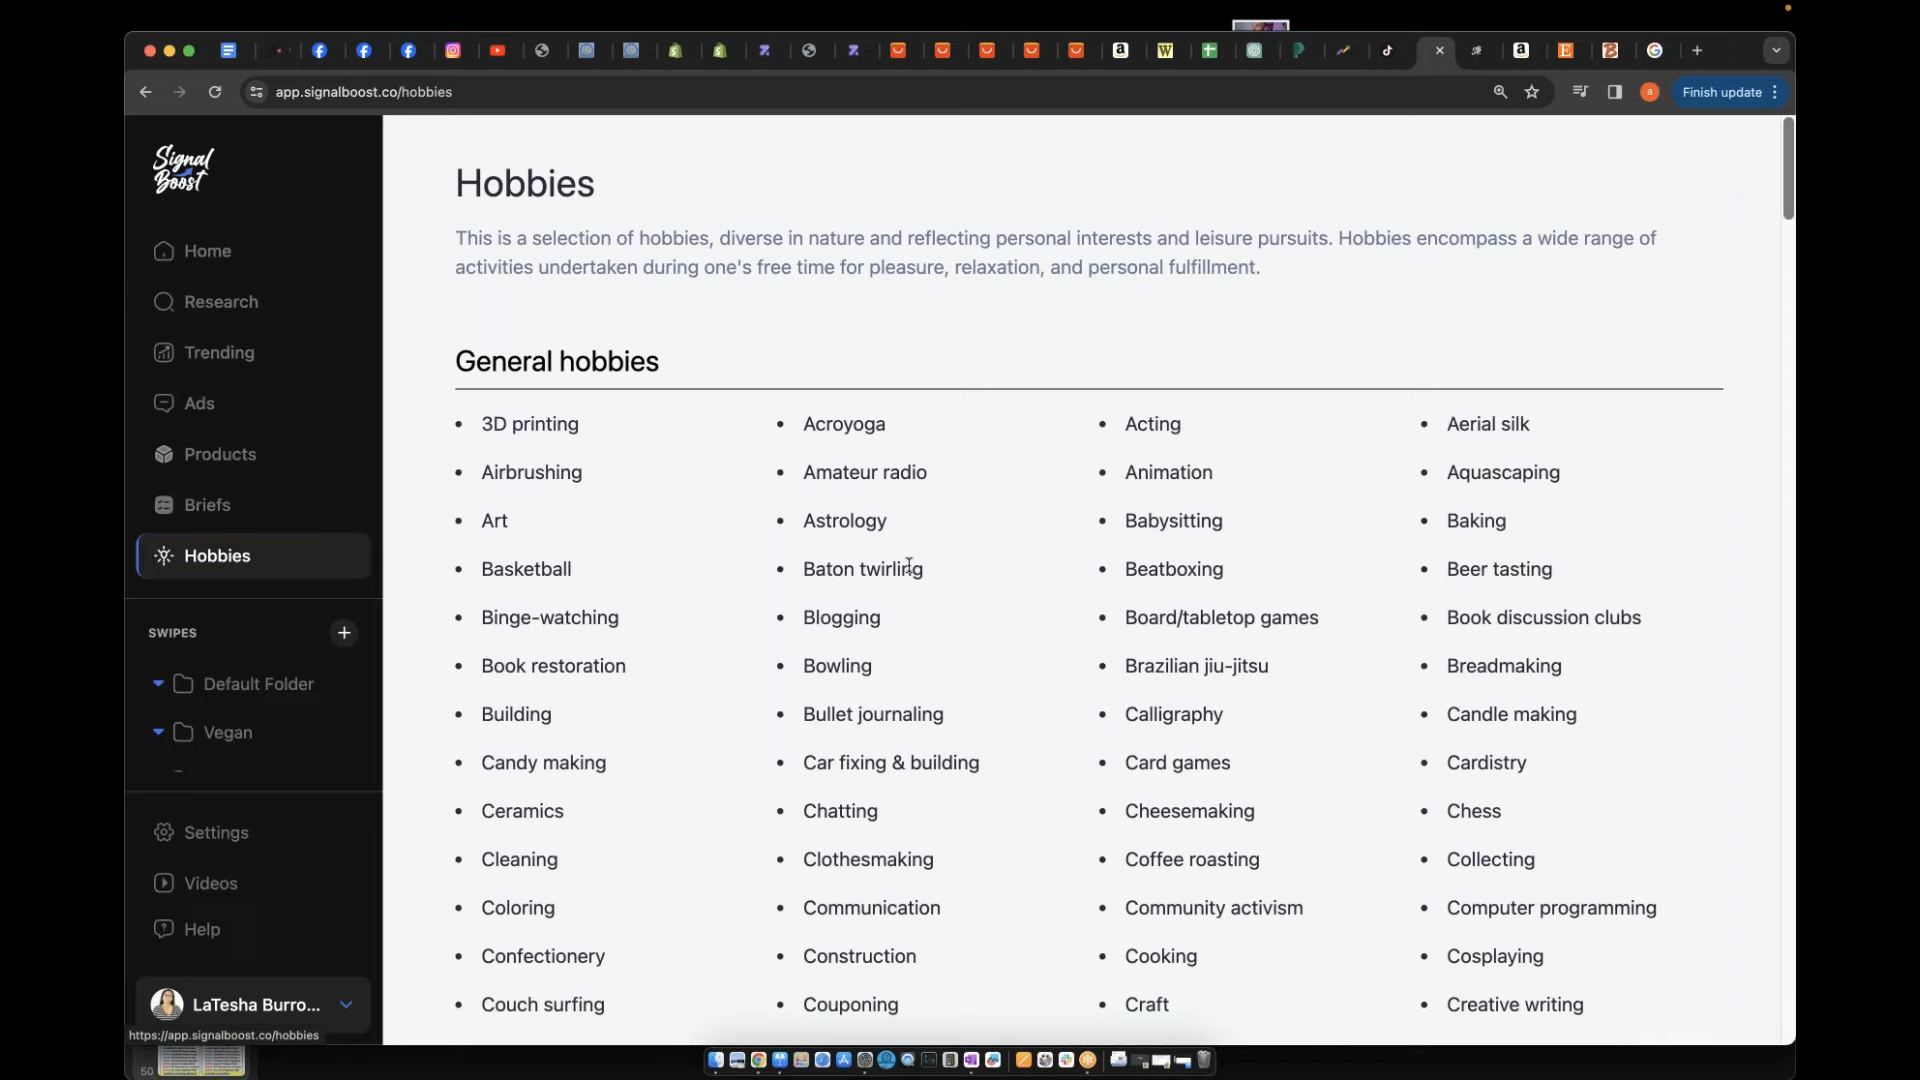 app.signalboost.co/hobbies
Finish update
Signal
Boost
Home
Research
Trending
Ads
Products
Briefs
Hobbies
SWIPES
Default Folder
Vegan
Settings
Videos
Help
LaTesha Burro...
https://app.signalboost.co/hobbies
50
Hobbies
This is a selection of hobbies, diverse in nature and reflecting personal interests and leisure pursuits. Hobbies encompass a wide range of
activities undertaken during one's free time for pleasure, relaxation, and personal fulfillment.
General hobbies
3D printing Acroyoga Acting Aerial silk
Airbrushing Amateur radio Animation Aquascaping
Art Astrology Babysitting Baking
Basketball Baton twirling Beatboxing Beer tasting
Binge-watching Blogging Board/tabletop games Book discussion clubs
Book restoration Bowling Brazilian jiu-jitsu Breadmaking
Building Bullet journaling Calligraphy Candle making
Candy making Car fixing & building Card games Cardistry
Ceramics Chatting Cheesemaking Chess
Cleaning Clothesmaking Coffee roasting Collecting
Coloring Communication Community activism Computer programming
Confectionery Construction Cooking Cosplaying
Couch surfing Couponing Craft Creative writing